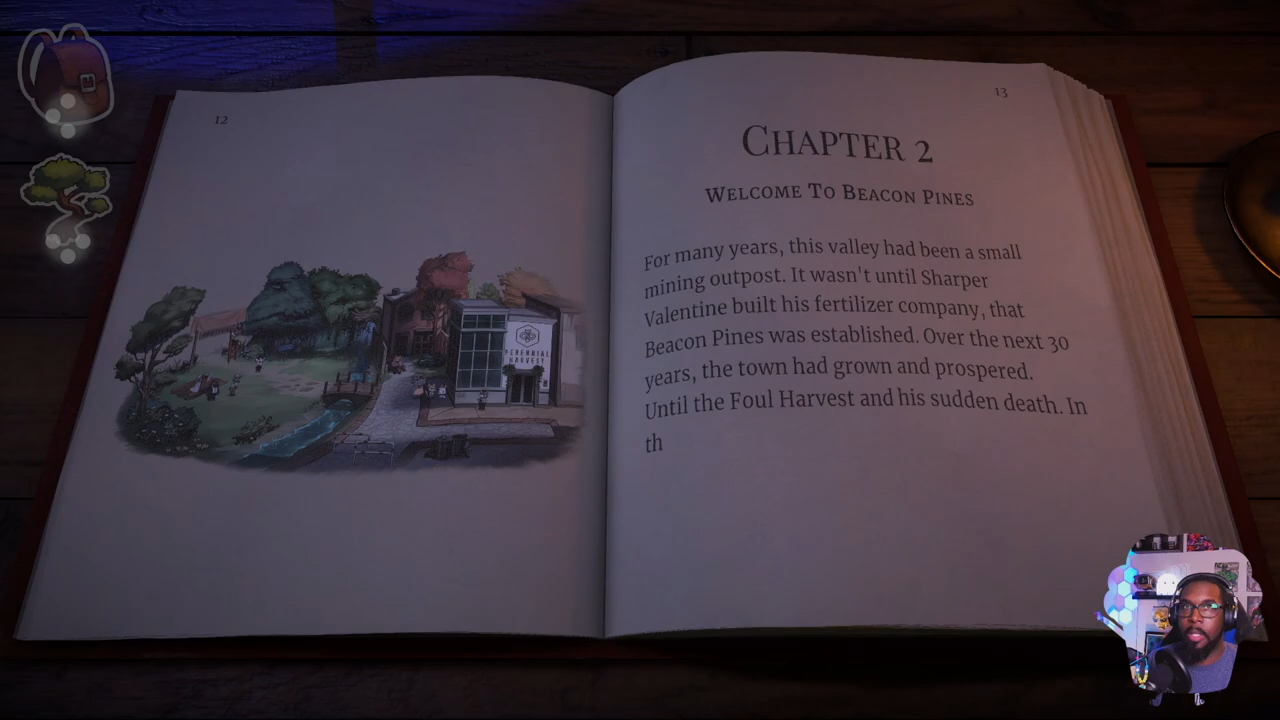 12
PERENNIAL
HARVEST
13
CHAPTER 2
WELCOME TO BEACON PINES
For many years, this valley had been a small
mining outpost. It wasn't until Sharper
Valentine built his fertilizer company, that
Beacon Pines was established. Over the next 30
years, the town had grown and prospered.
Until the Foul Harvest and his sudden death. In
th